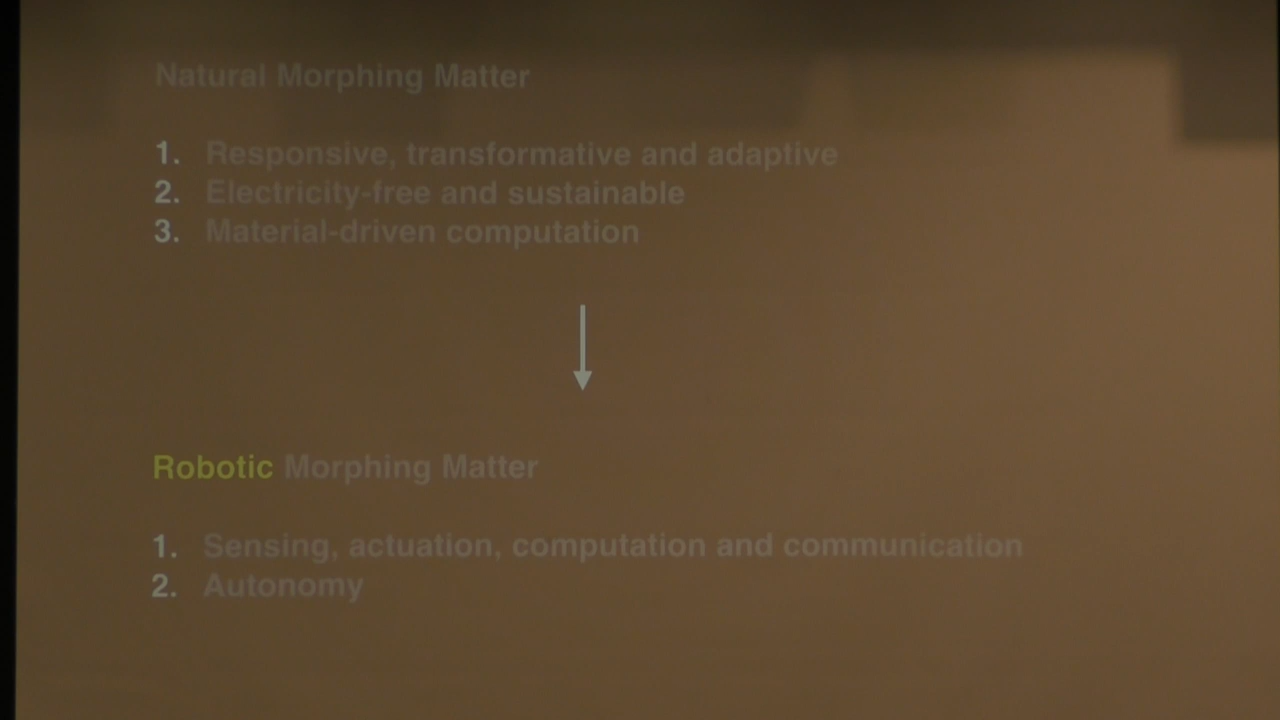 Natural Morphing Matter
1. Responsive, transformative and adaptive
2. Electricity-free and sustainable
3. Material-driven computation
Robotic Morphing Matter
1. Sensing, actuation, computation and communication
2. Autonomy